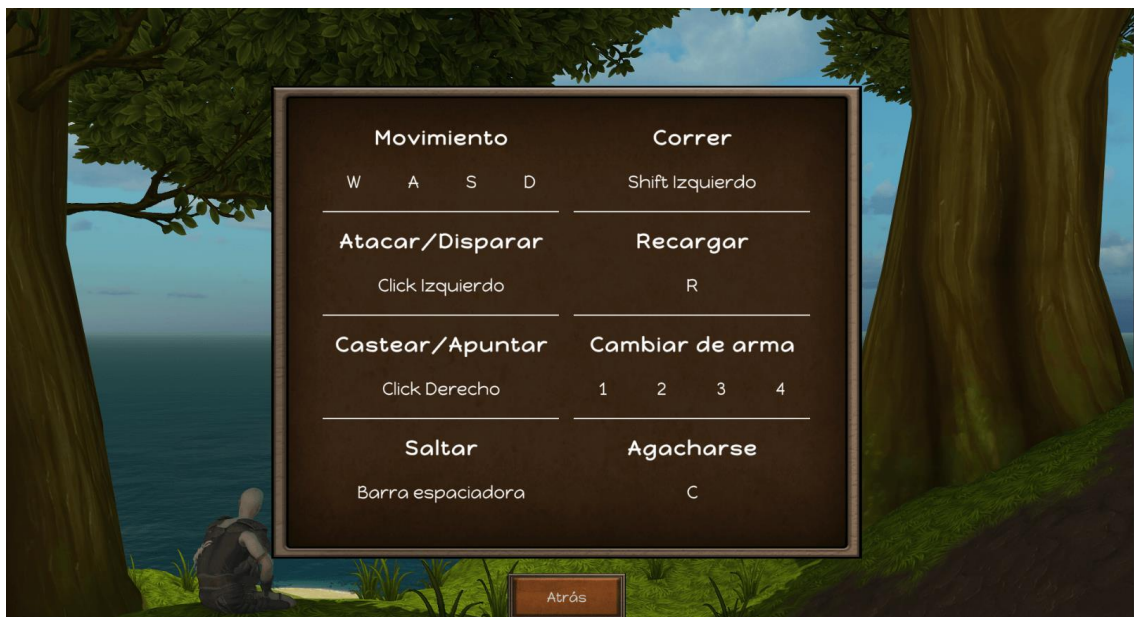 Movimiento
W A S D
Correr
Shift Izquierdo
Atacar/Disparar
Click Izquierdo
Recargar
R
Castear/Apuntar
Click Derecho
Cambiar de arma
1 2 3 4
Saltar
Barra espaciadora
Agacharse
C
Atrás